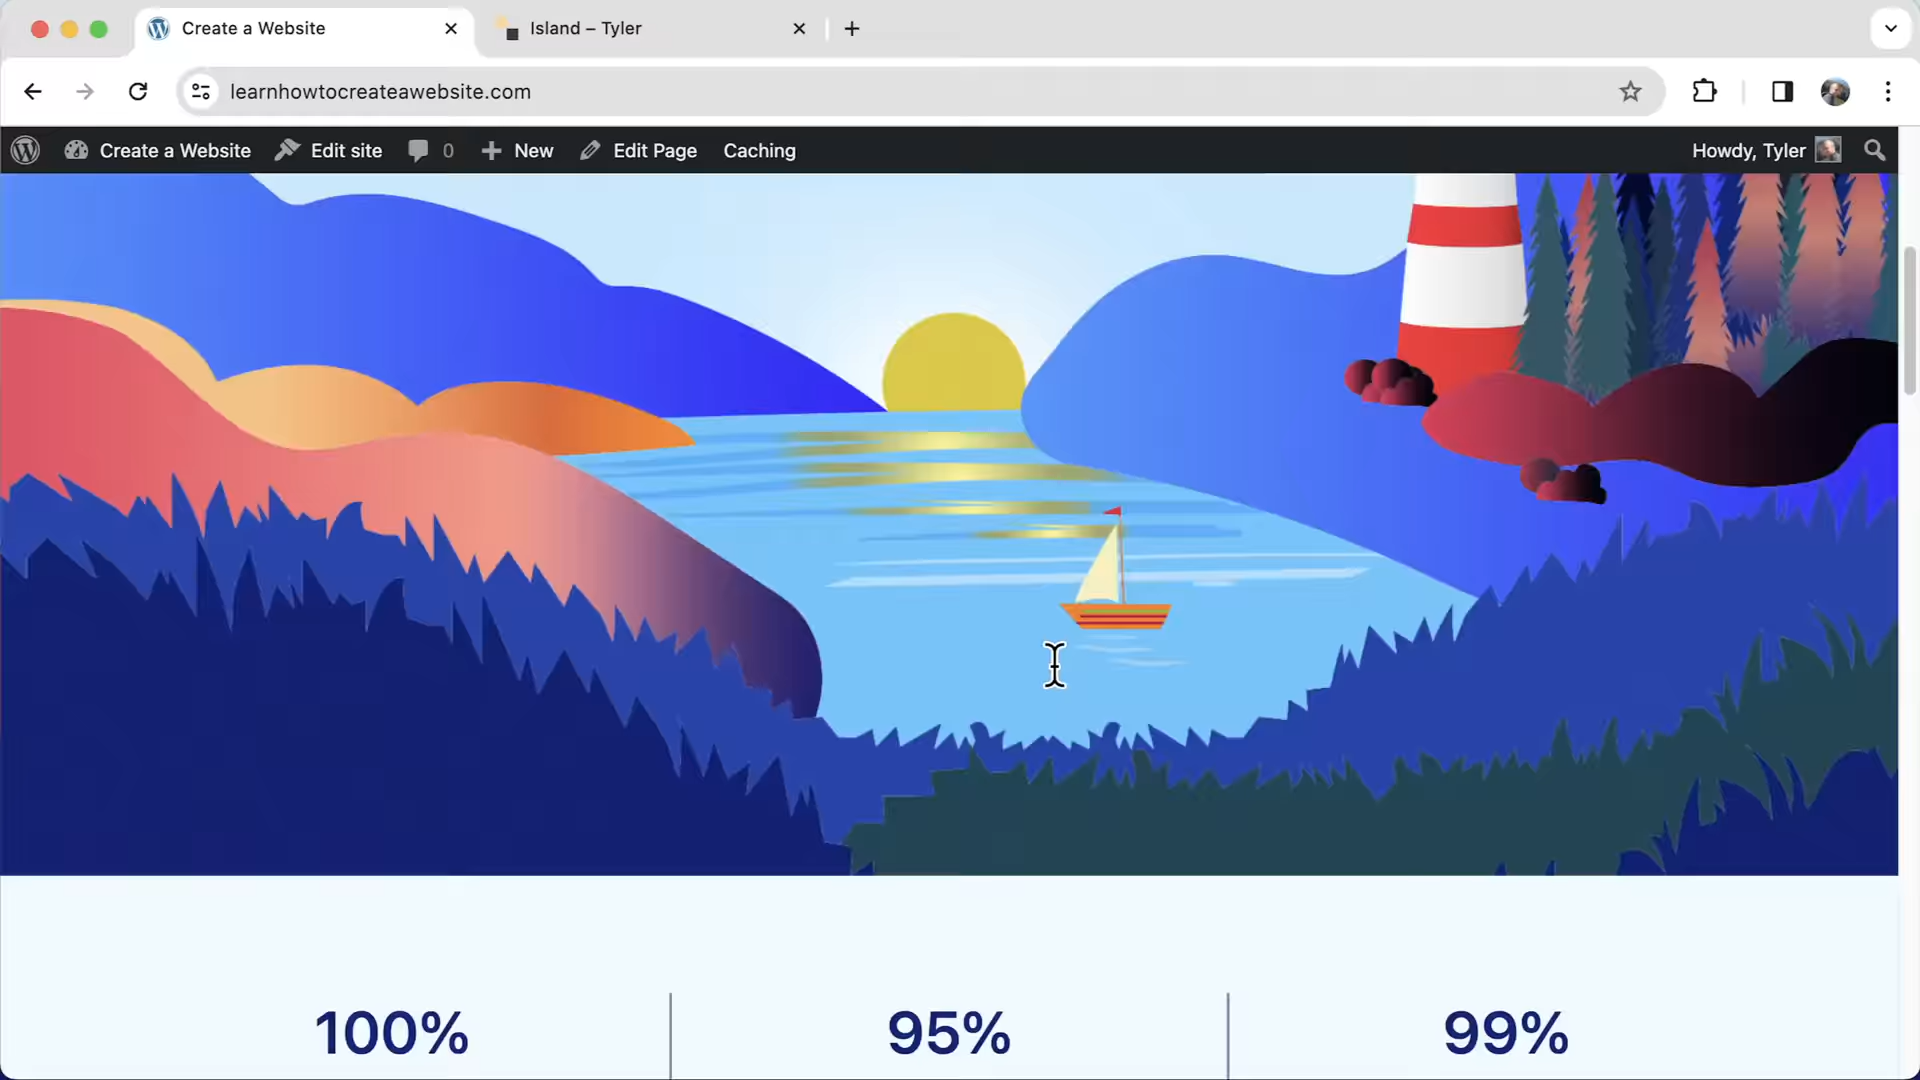 Create a Website
Island – Tyler
learnhowtocreateawebsite.com
Create a Website Edit site 0 New Edit Page Caching Howdy, Tyler
100% 95% 99%